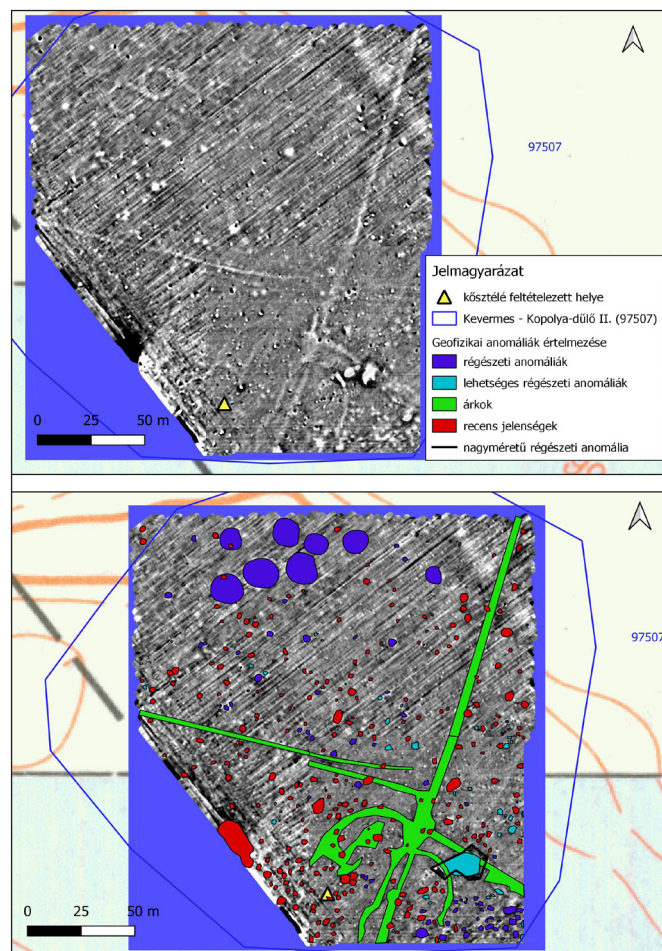 97507
Jelmagyarázat
kősztélé feltételezett helye
Kevermes - Kopolya-dűlő II. (97507)
Geofizikai anomáliák értelmezése
régészeti anomáliák
lehetséges régészeti anomáliák
árkok
recens jelenségek
nagyméretű régészeti anomália
0 25 50 m
97507
0 25 50 m